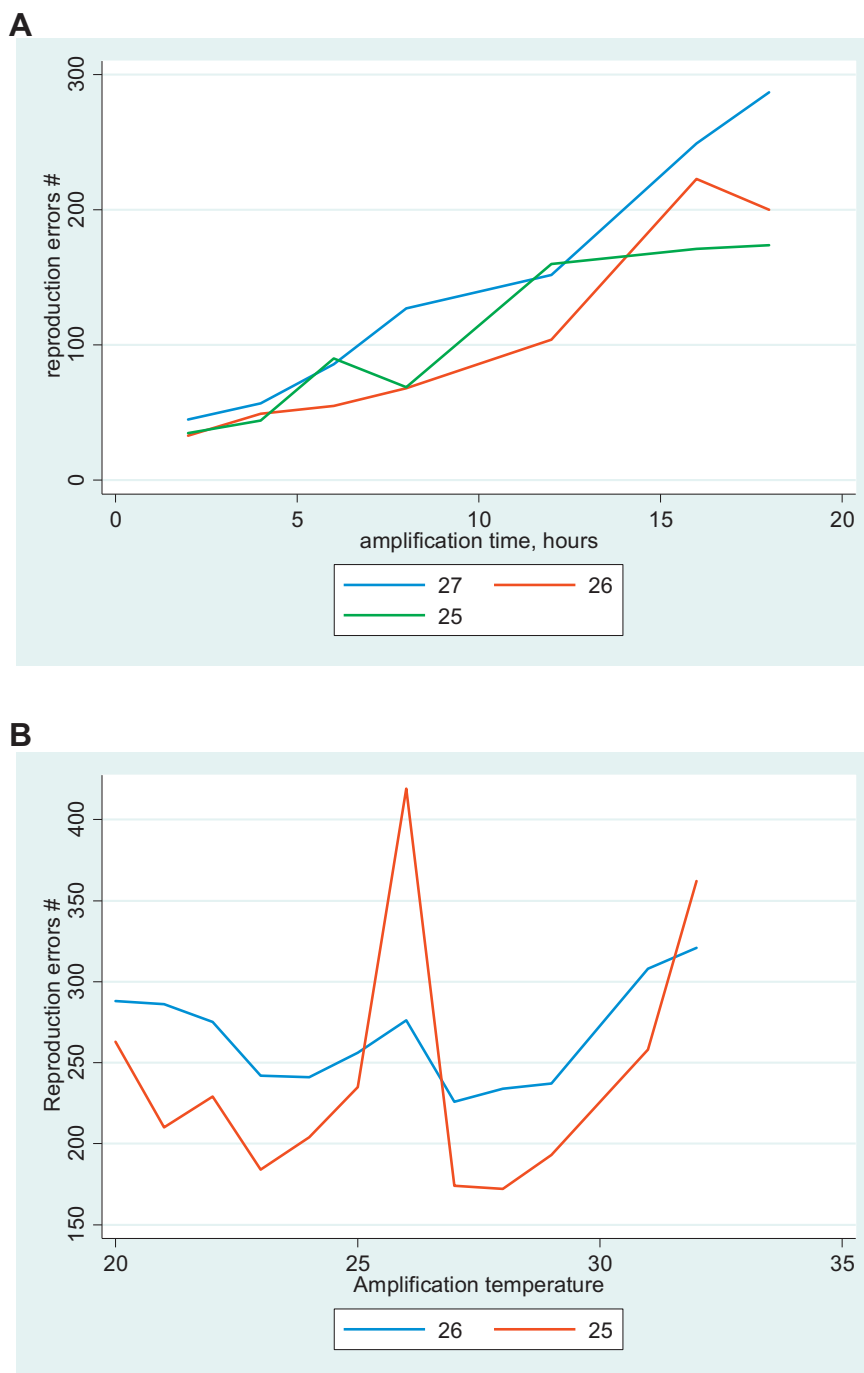 A
reproduction errors #
300
200
100
0
0 5 10 15 20
amplification time, hours
27 26
25
B
Reproduction errors #
400
350
300
250
200
150
20 25 30 35
Amplification temperature
26 25